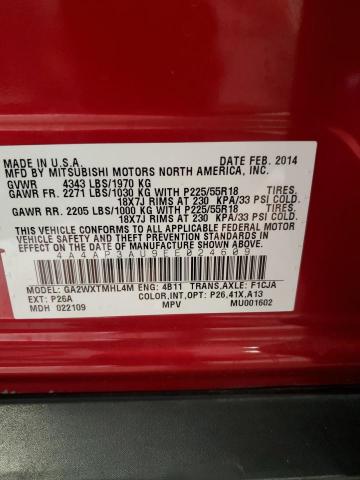 MADE IN U.S.A. DATE FEB. 2014
MFD BY MITSUBISHI MOTORS NORTH AMERICA, INC.
GVWR 4343 LBS/1970 KG
GAWR FR. 2271 LBS/1030 KG WITH P225/55R18 TIRES,
18X7J RIMS AT 230 KPA/33 PSI COLD.
GAWR RR. 2205 LBS/1000 KG WITH P225/55R18 TIRES,
18X7J RIMS AT 230 KPA/33 PSI COLD.
THIS VEHICLE CONFORMS TO ALL APPLICABLE FEDERAL MOTOR
VEHICLE SAFETY STANDARDS IN EFFECT ON THE DATE OF
MANUFACTURE SHOWN ABOVE.
4A4AP3AU9EE024609
MODEL: GA2WXTMHL4M ENG: 4B11 TRANS,AXLE: F1CJA
EXT: P26A COLOR,INT,OPT: P26,41X,A13
MDH 022109 MPV MU001602